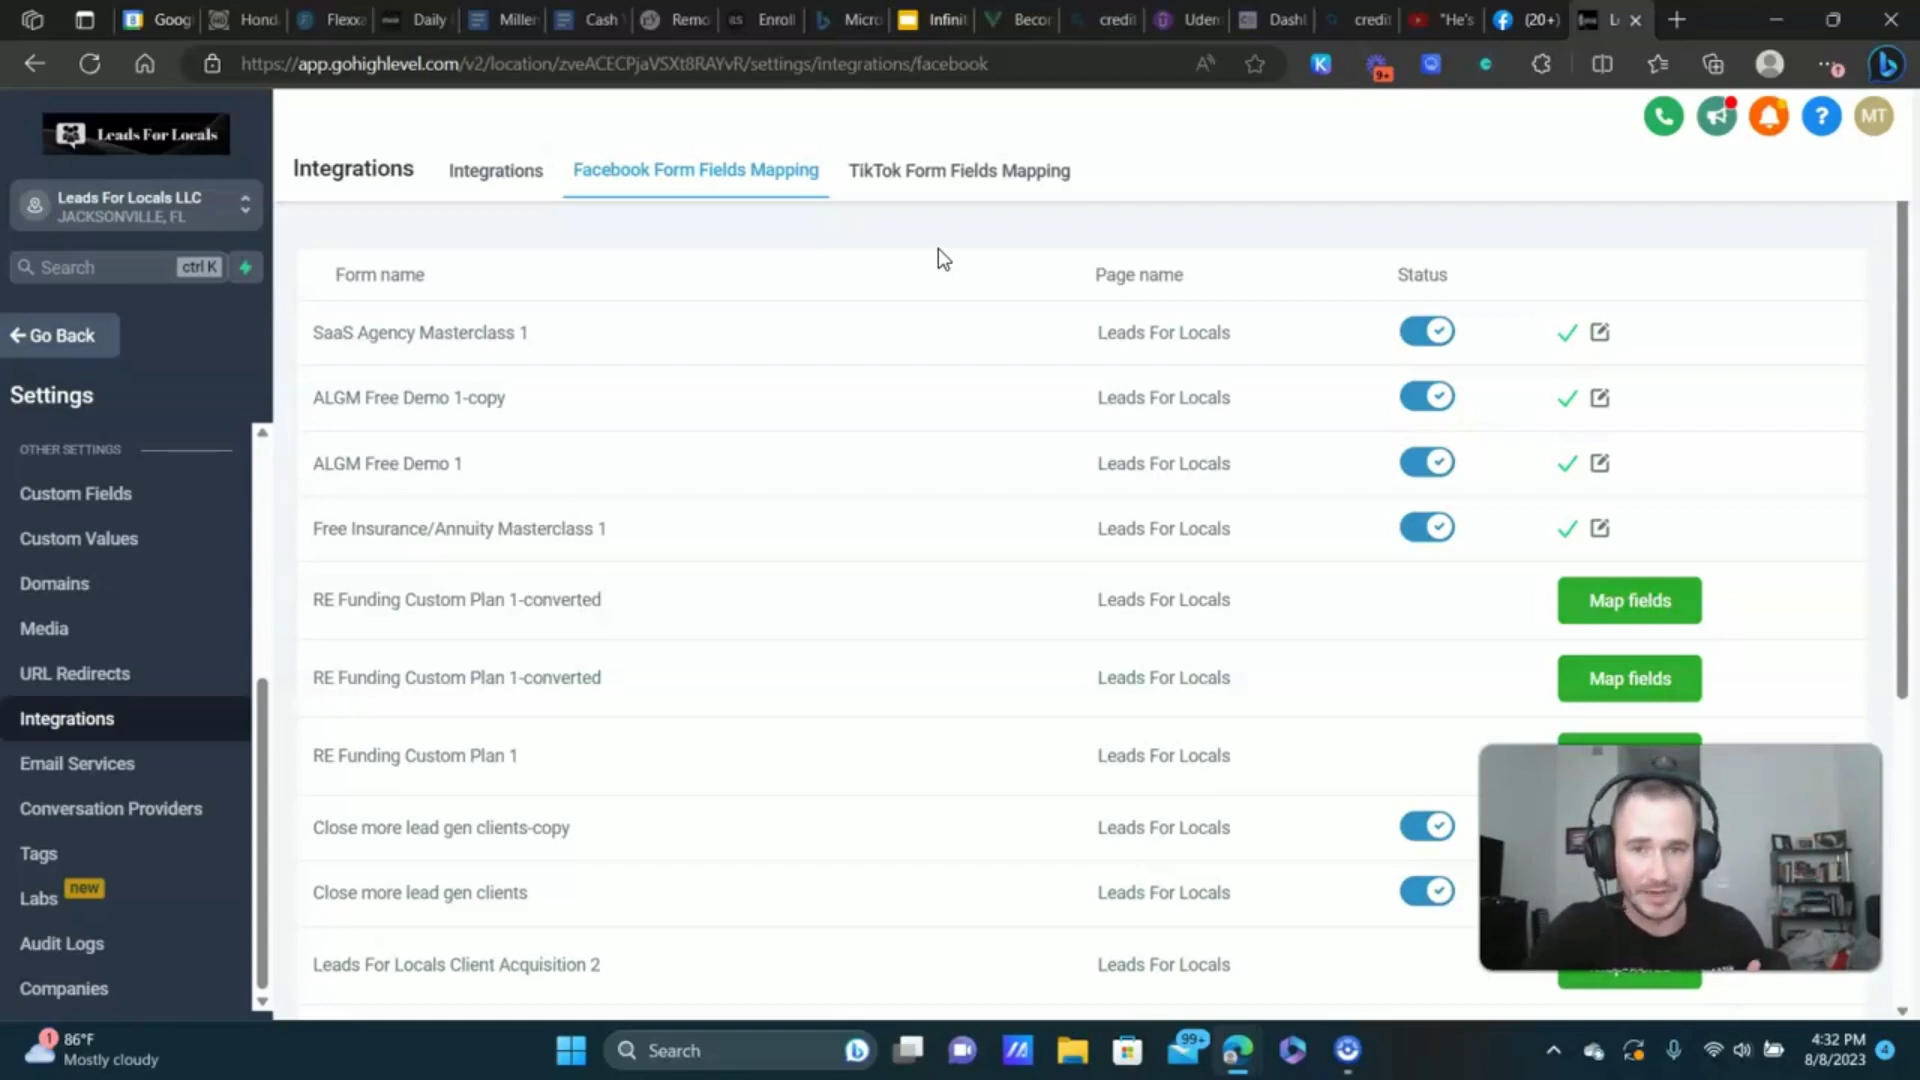 Goog
Hond
Flexxa
Daily
Miller
Cash
Remo
Enroll
Micro
Infinit
Becor
credit
Uden
Dashl
credit
"He's
(20+)
https://app.gohighlevel.com/v2/location/zveACECPjaVSXt8RAYvR/settings/integrations/facebook
9+
Leads For Locals
MT
Integrations
Integrations
Facebook Form Fields Mapping
TikTok Form Fields Mapping
Leads For Locals LLC
JACKSONVILLE, FL
Search
ctrl K
Go Back
Settings
OTHER SETTINGS
Custom Fields
Custom Values
Domains
Media
URL Redirects
Integrations
Email Services
Conversation Providers
Tags
Labs new
Audit Logs
Companies
Form name Page name Status
SaaS Agency Masterclass 1 Leads For Locals
ALGM Free Demo 1-copy Leads For Locals
ALGM Free Demo 1 Leads For Locals
Free Insurance/Annuity Masterclass 1 Leads For Locals
RE Funding Custom Plan 1-converted Leads For Locals Map fields
RE Funding Custom Plan 1-converted Leads For Locals Map fields
RE Funding Custom Plan 1 Leads For Locals
Close more lead gen clients-copy Leads For Locals
Close more lead gen clients Leads For Locals
Leads For Locals Client Acquisition 2 Leads For Locals
1
86°F
Mostly cloudy
Search
99+
4:32 PM
8/8/2023
4